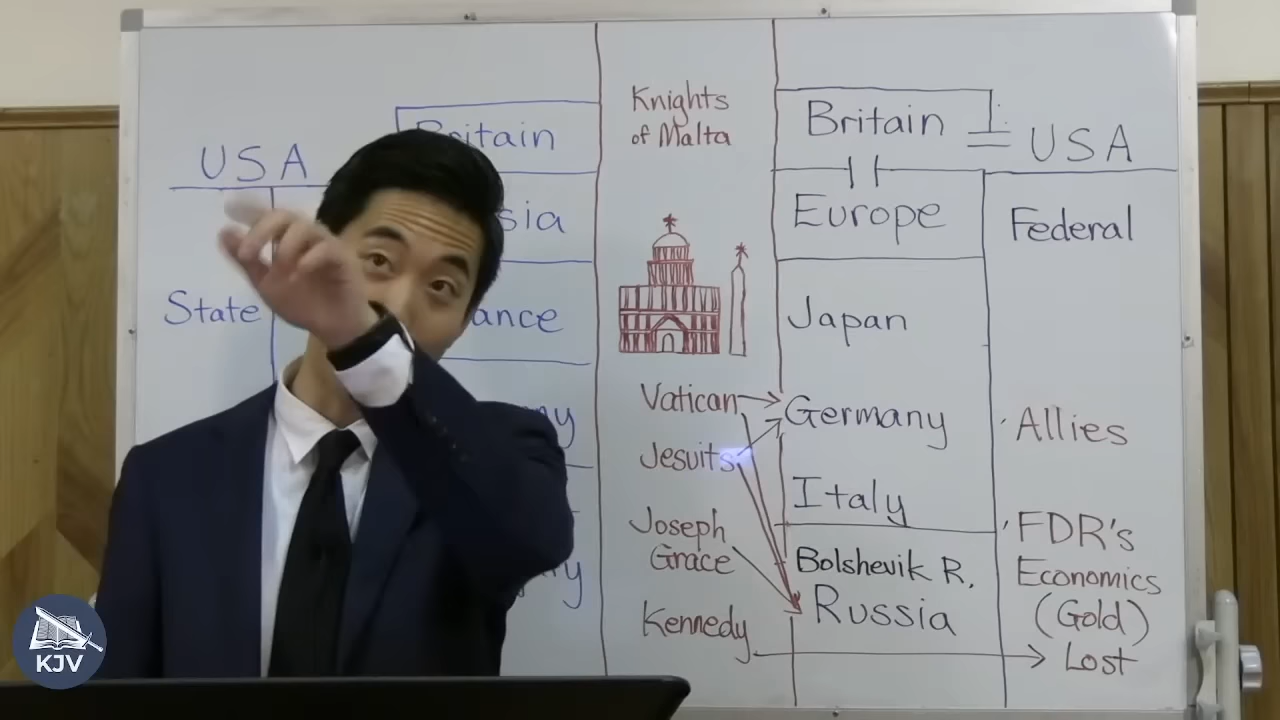 USA
State
Britain
Knights
of Malta
Vatican
Jesuits
Joseph
Grace
Kennedy
Britain
USA
Europe
Federal
Japan
Germany
Allies
Italy
FDR's
Economics
(Gold)
Bolshevik R.
Russia
Lost
KJV